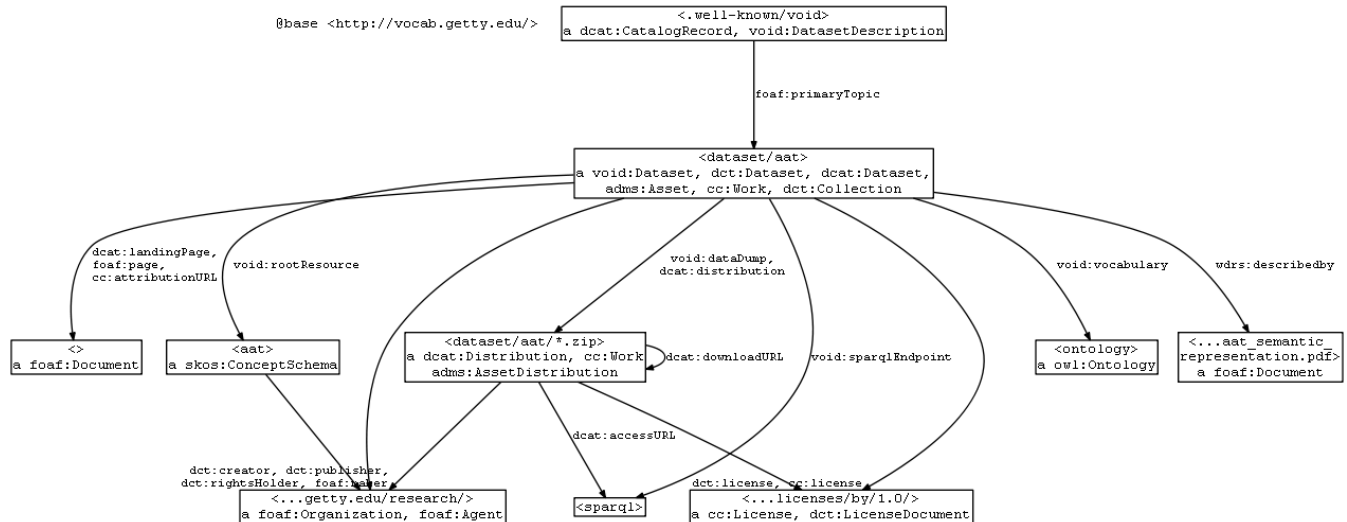 @base <http://vocab.getty.edu/>
<.well-known/void>
a dcat:CatalogRecord, void:DatasetDescription
foaf:primaryTopic
<dataset/aat>
a void:Dataset, dct:Dataset, dcat:Dataset,
adms:Asset, cc:Work, dct:Collection
dcat:landingPage,
foaf:page,
cc:attributionURL
void:rootResource
void:dataDump,
dcat:distribution
void:vocabulary
wdrs:describedby
<>
a foaf:Document
<aat>
a skos:ConceptSchema
<dataset/aat/*.zip>
a dcat:Distribution, cc:Work
adms:AssetDistribution
dcat:downloadURL
void:sparqlEndpoint
<ontology>
a owl:Ontology
<...aat_semantic_
representation.pdf>
a foaf:Document
dcat:accessURL
dct:creator, dct:publisher,
dct:rightsHolder, foaf:maker
dct:license, cc:license
<...getty.edu/research/>
a foaf:Organization, foaf:Agent
<sparql>
<...licenses/by/1.0/>
a cc:License, dct:LicenseDocument